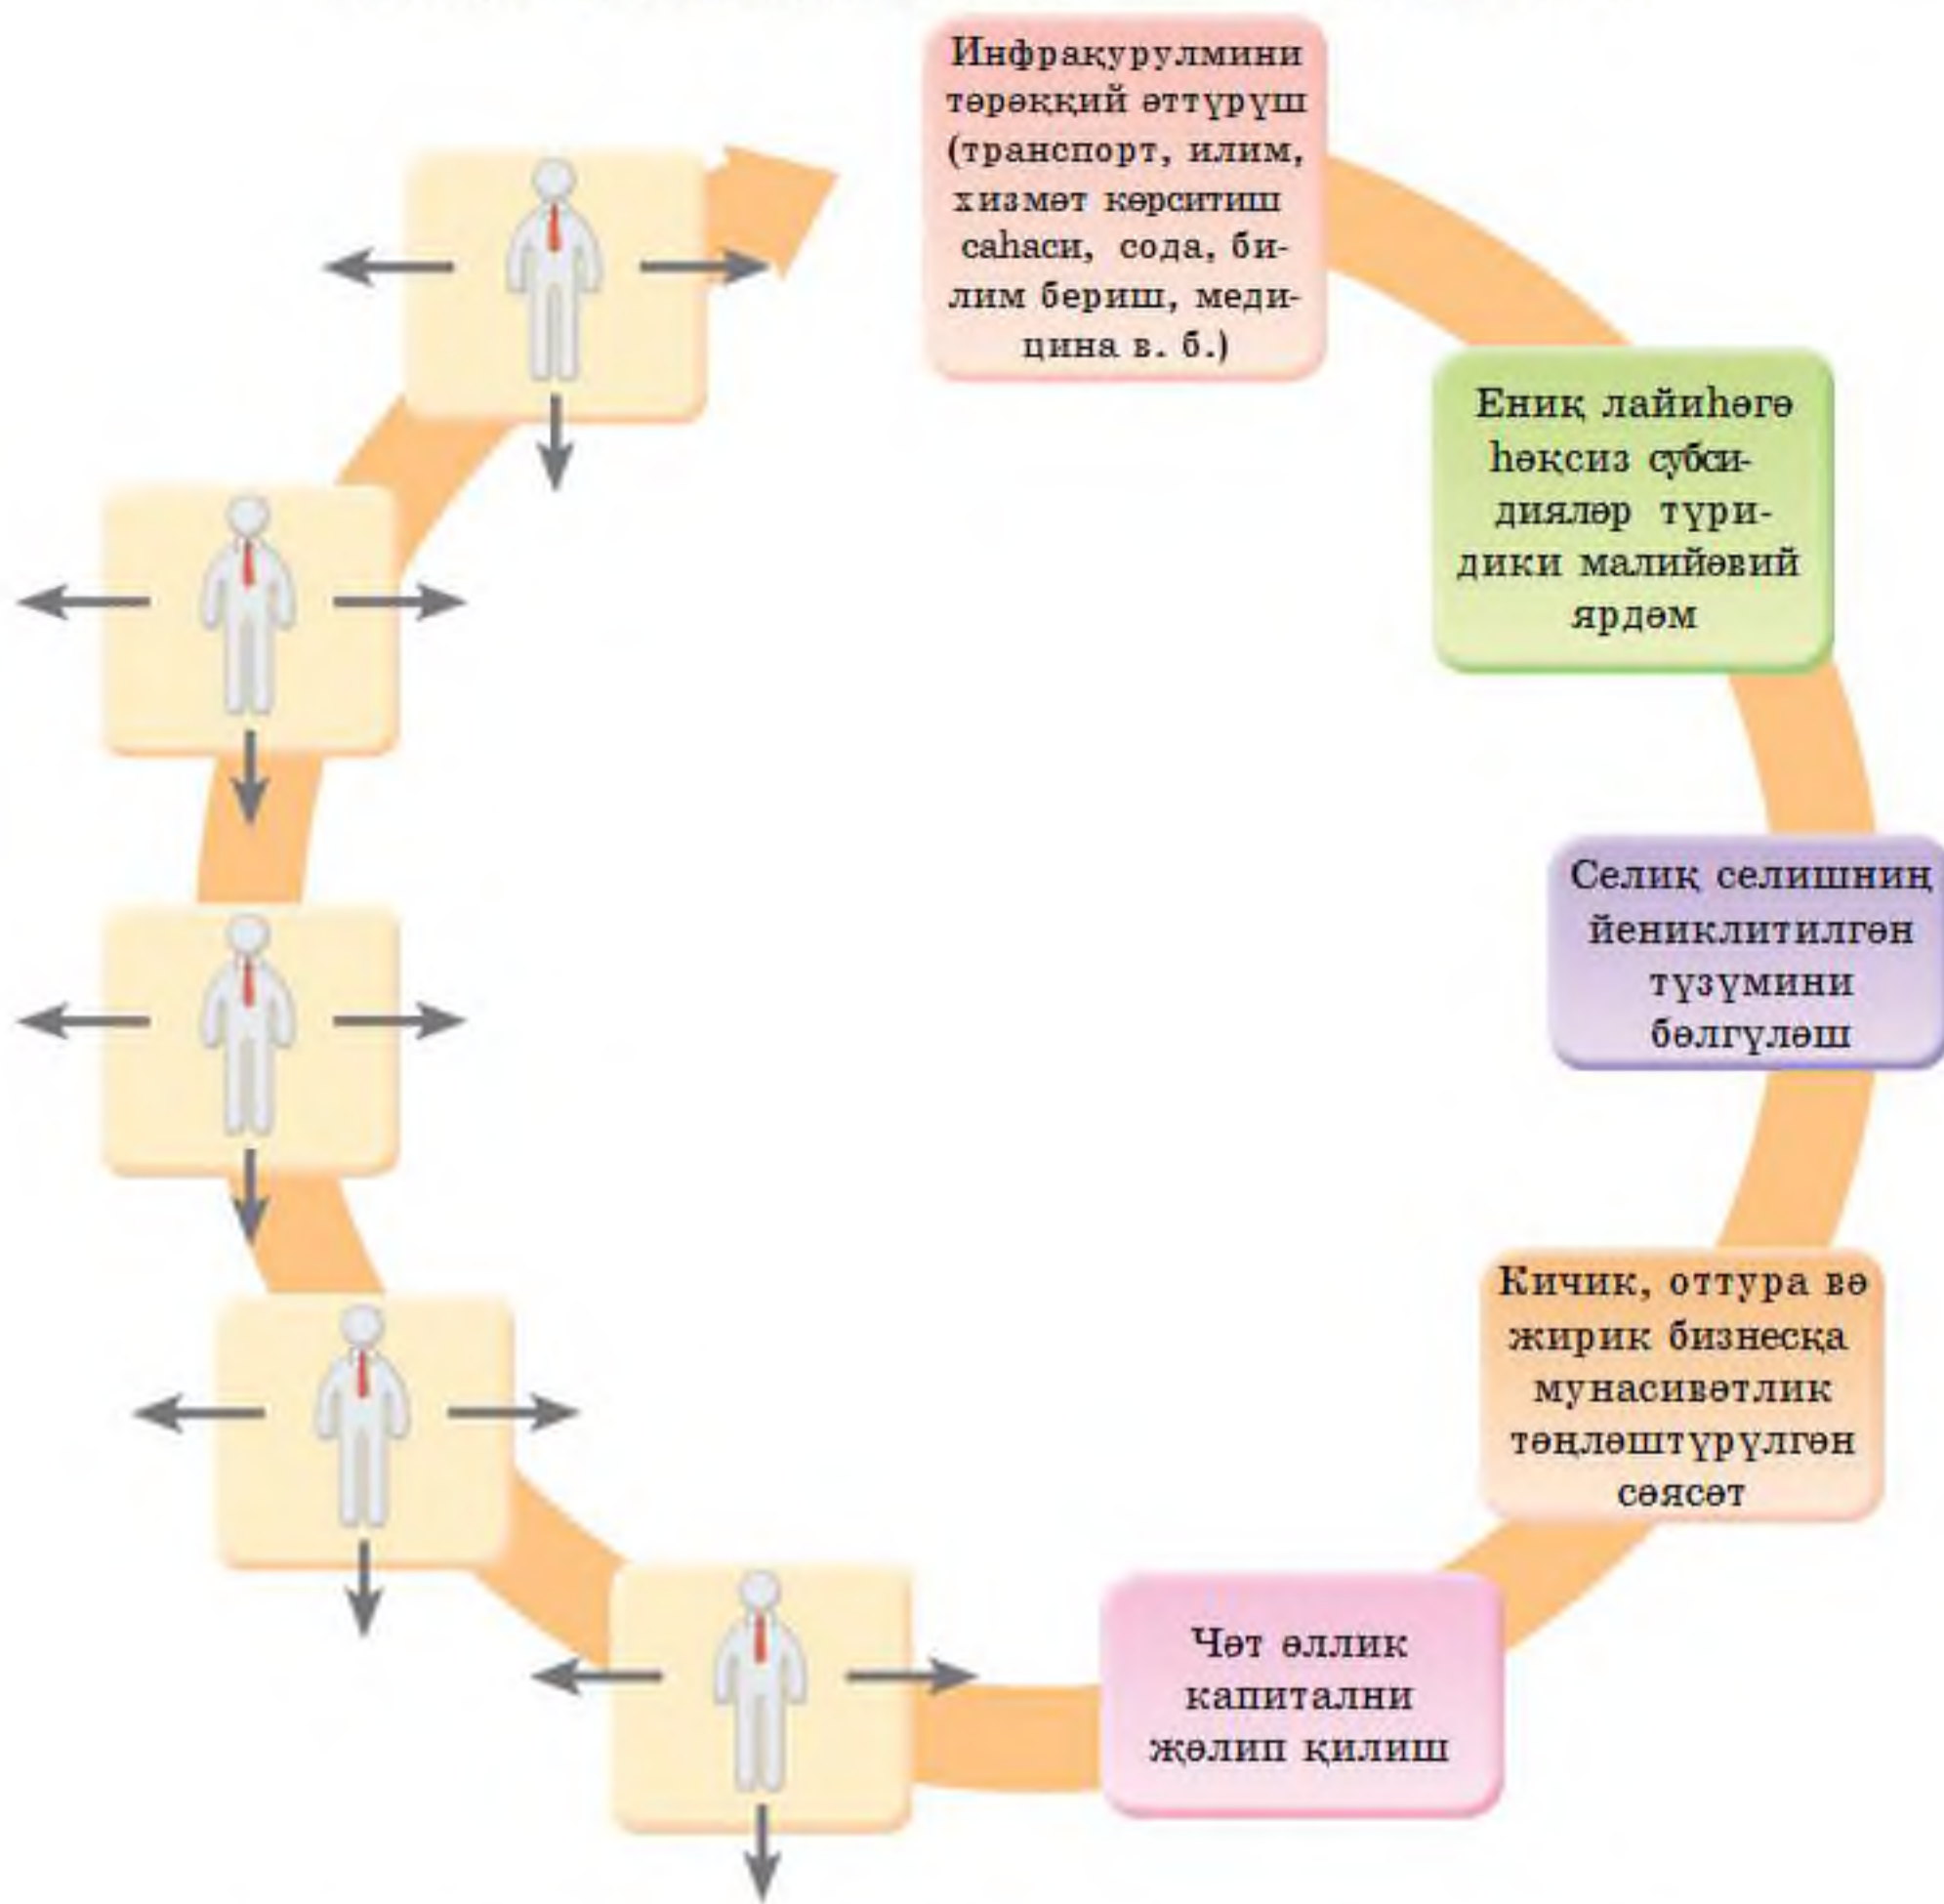 Инфрақурулмини
тәрәққий әттүрүш
(транспорт, илим,
хизмәт көрситиш
саһаси, сода, би-
лим бериш, меди-
цина в. б.)
Ениқ лайиһәгә
һәқсиз субси-
дияләр түри-
дики малийәвий
ярдәм
Селиқ селишниң
йениклитилгән
түзүмини
бәлгүләш
Кичик, оттура вә
жирик бизнесқа
мунасивәтлик
тәңләштүрүлгән
сәясәт
Чәт әллик
капитални
җәлип қилиш